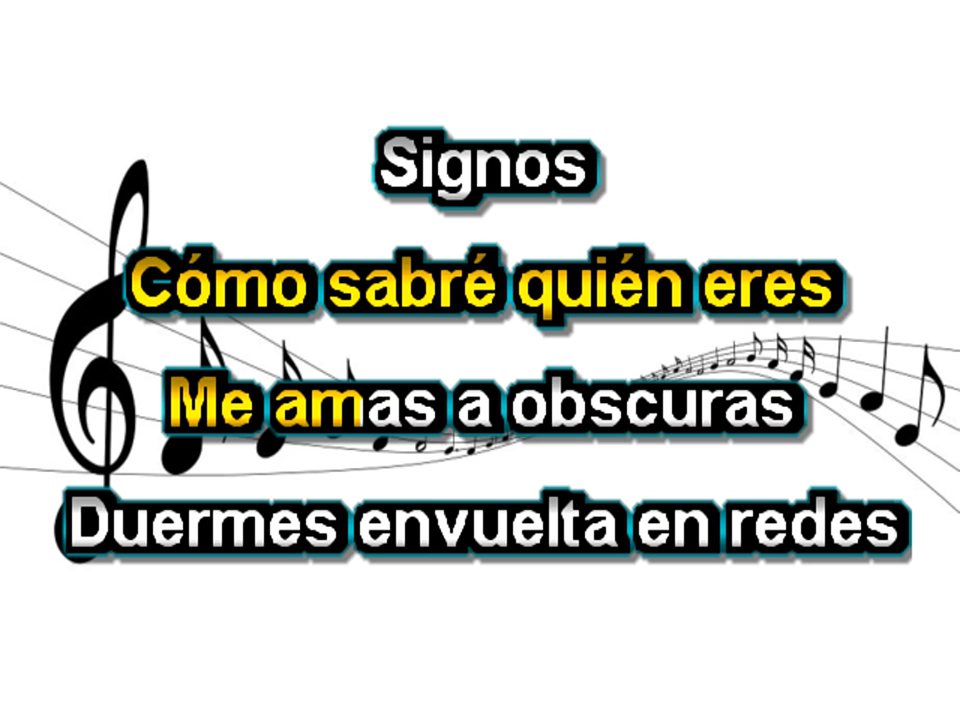 Signos
Cómo sabré quién eres
Me amas a obscuras
Duermes envuelta en redes